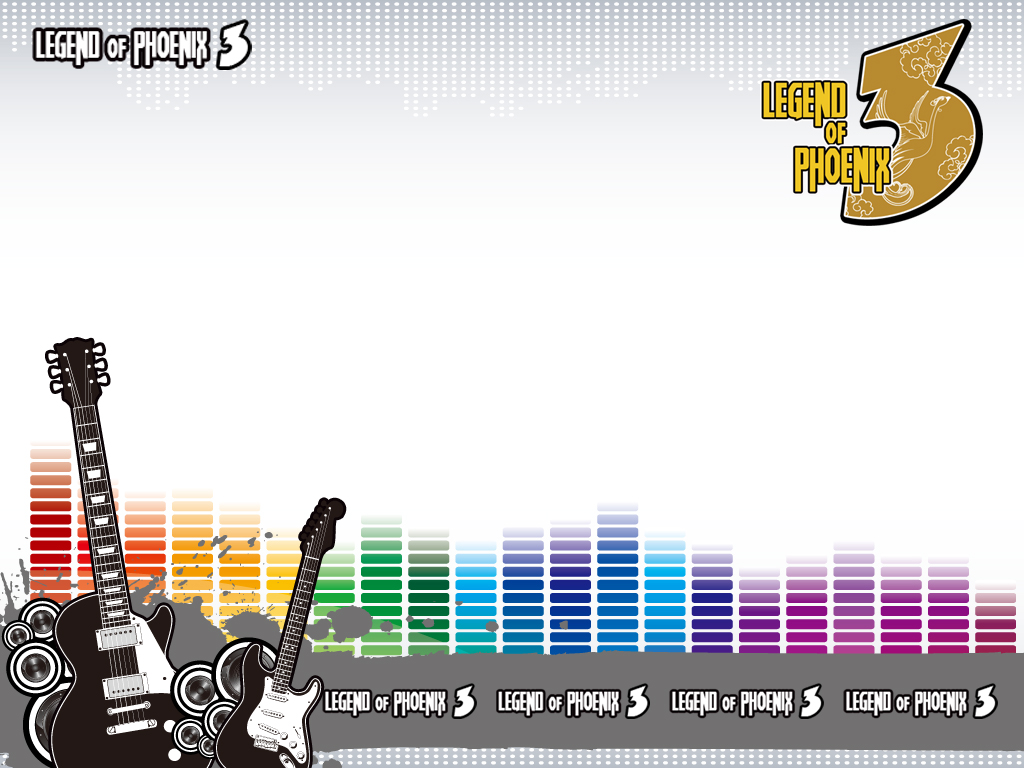 LEGEND OF PHOENIX 3
LEGEND
OF
PHOENIX
3
LEGEND OF PHOENIX 3 LEGEND OF PHOENIX 3 LEGEND OF PHOENIX 3 LEGEND OF PHOENIX 3